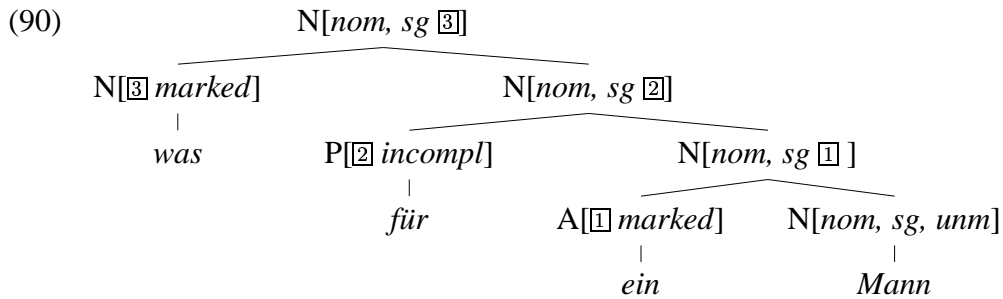 (90) N[nom, sg 3]
N[3 marked] N[nom, sg 2]
was P[2 incompl] N[nom, sg 1 ]
für A[1 marked] N[nom, sg, unm]
ein Mann